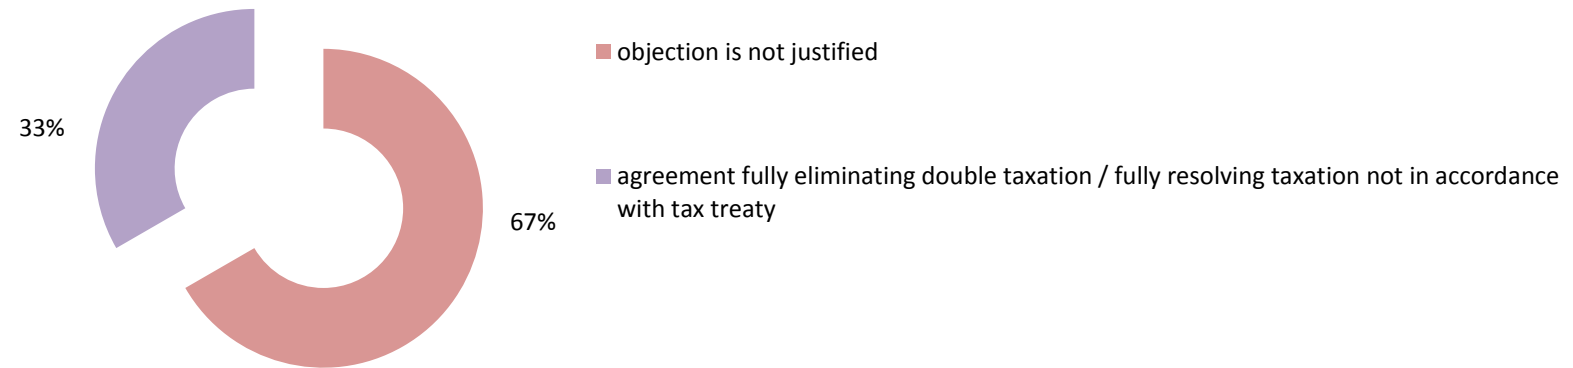 objection is not justified
33%
agreement fully eliminating double taxation / fully resolving taxation not in accordance
with tax treaty
67%